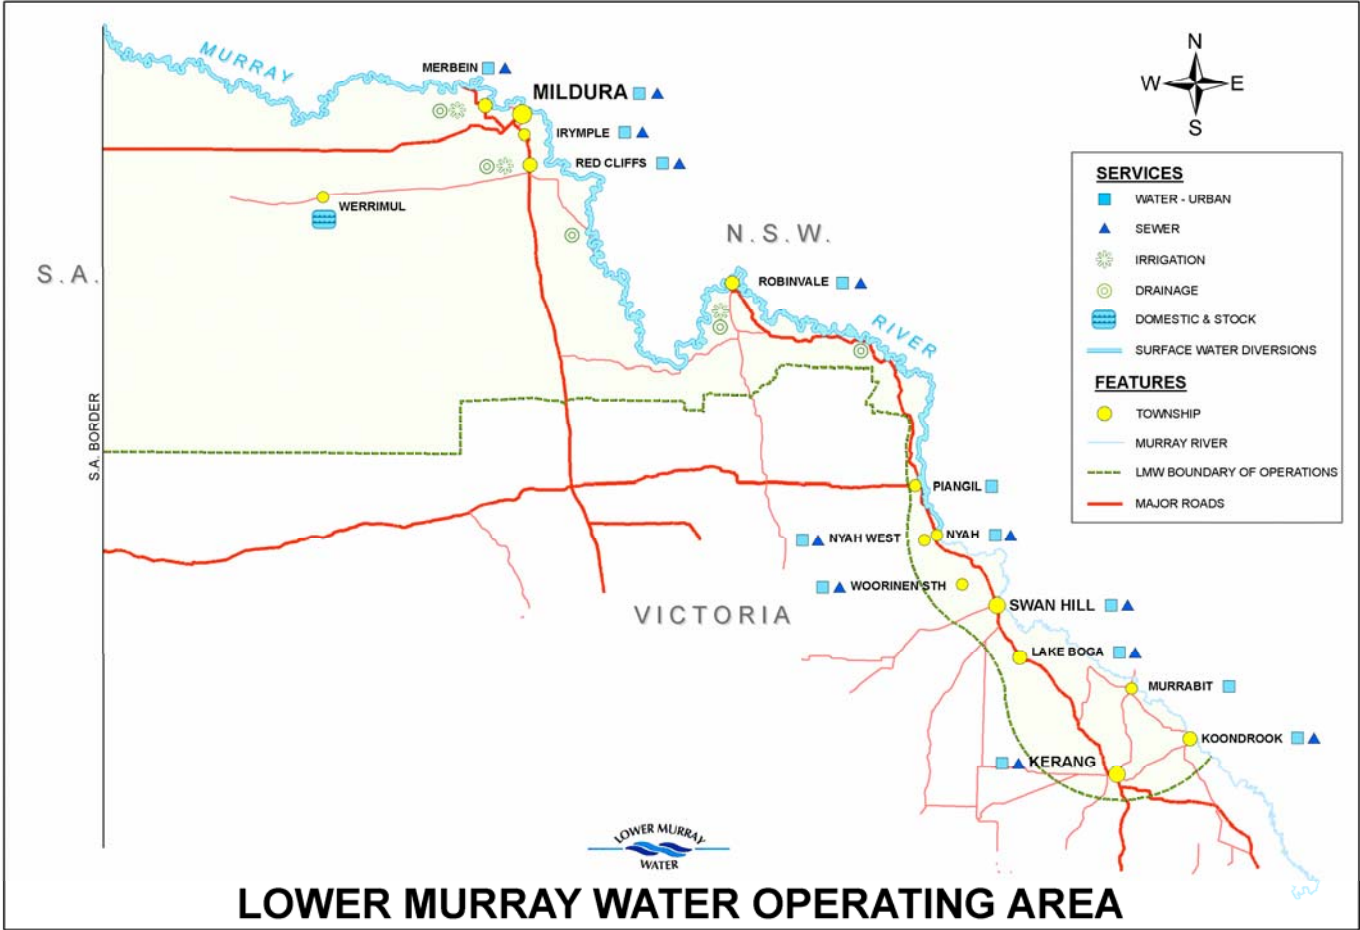 MURRAY
MERBEIN
MILDURA
IRYMPLE
RED CLIFFS
WERRIMUL
N.S.W.
S.A.
ROBINVALE
RIVER
S.A. BORDER
PIANGIL
NYAH WEST
NYAH
WOORINEN STH
SWAN HILL
VICTORIA
LAKE BOGA
MURRABIT
KOONDROOK
KERANG
N
W
E
S
SERVICES
WATER - URBAN
SEWER
IRRIGATION
DRAINAGE
DOMESTIC & STOCK
SURFACE WATER DIVERSIONS
FEATURES
TOWNSHIP
MURRAY RIVER
LMW BOUNDARY OF OPERATIONS
MAJOR ROADS
LOWER MURRAY
WATER
LOWER MURRAY WATER OPERATING AREA